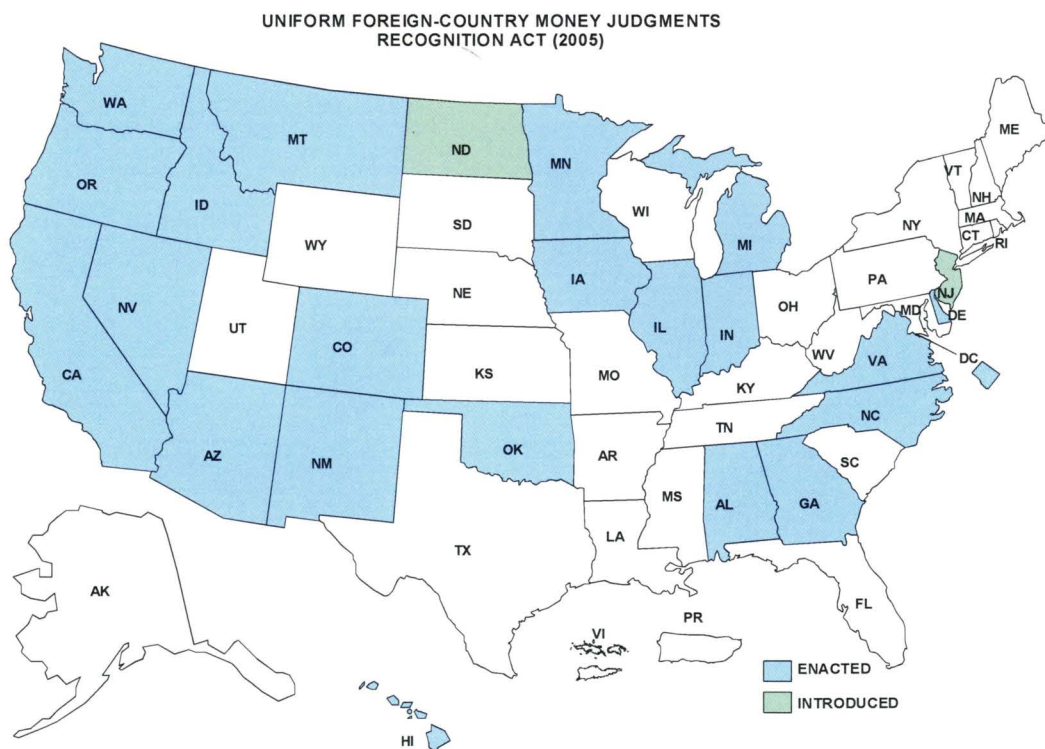 UNIFORM FOREIGN-COUNTRY MONEY JUDGMENTS
RECOGNITION ACT (2005)
WA
MT
ND
MN
ME
VT
NH
OR
ID
WI
NY
MA
CT
RI
SD
WY
MI
IA
PA
NJ
NE
OH
NV
UT
IL
IN
MD
DE
CO
WV
VA
DC
CA
KS
MO
KY
NC
TN
AZ
NM
OK
AR
SC
MS
AL
GA
LA
TX
AK
FL
PR
VI
ENACTED
INTRODUCED
HI